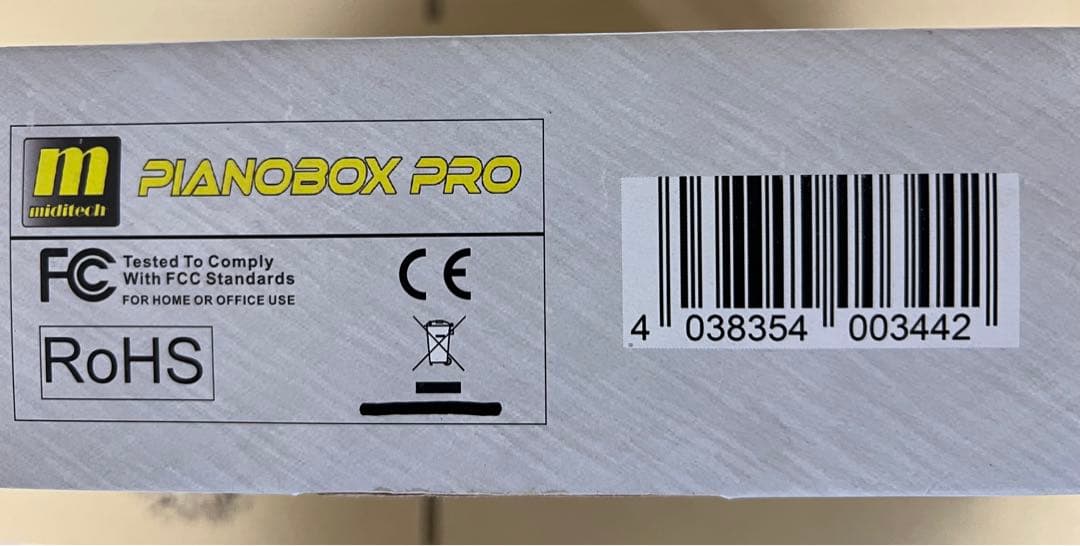 m
miditech
PIANOBOX PRO
FC
Tested To Comply
With FCC Standards
FOR HOME OR OFFICE USE
CE
RoHS
4 038354 003442